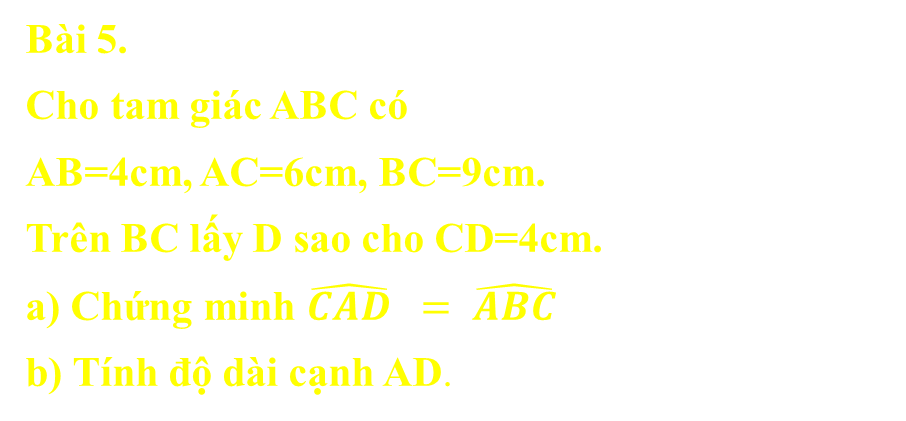 Bài 5.
Cho tam giác ABC có
AB=4cm, AC=6cm, BC=9cm.
Trên BC lấy D sao cho CD=4cm.
a) Chứng minh $\widehat{CAD}$ = $\widehat{ABC}$
b) Tính độ dài cạnh AD.